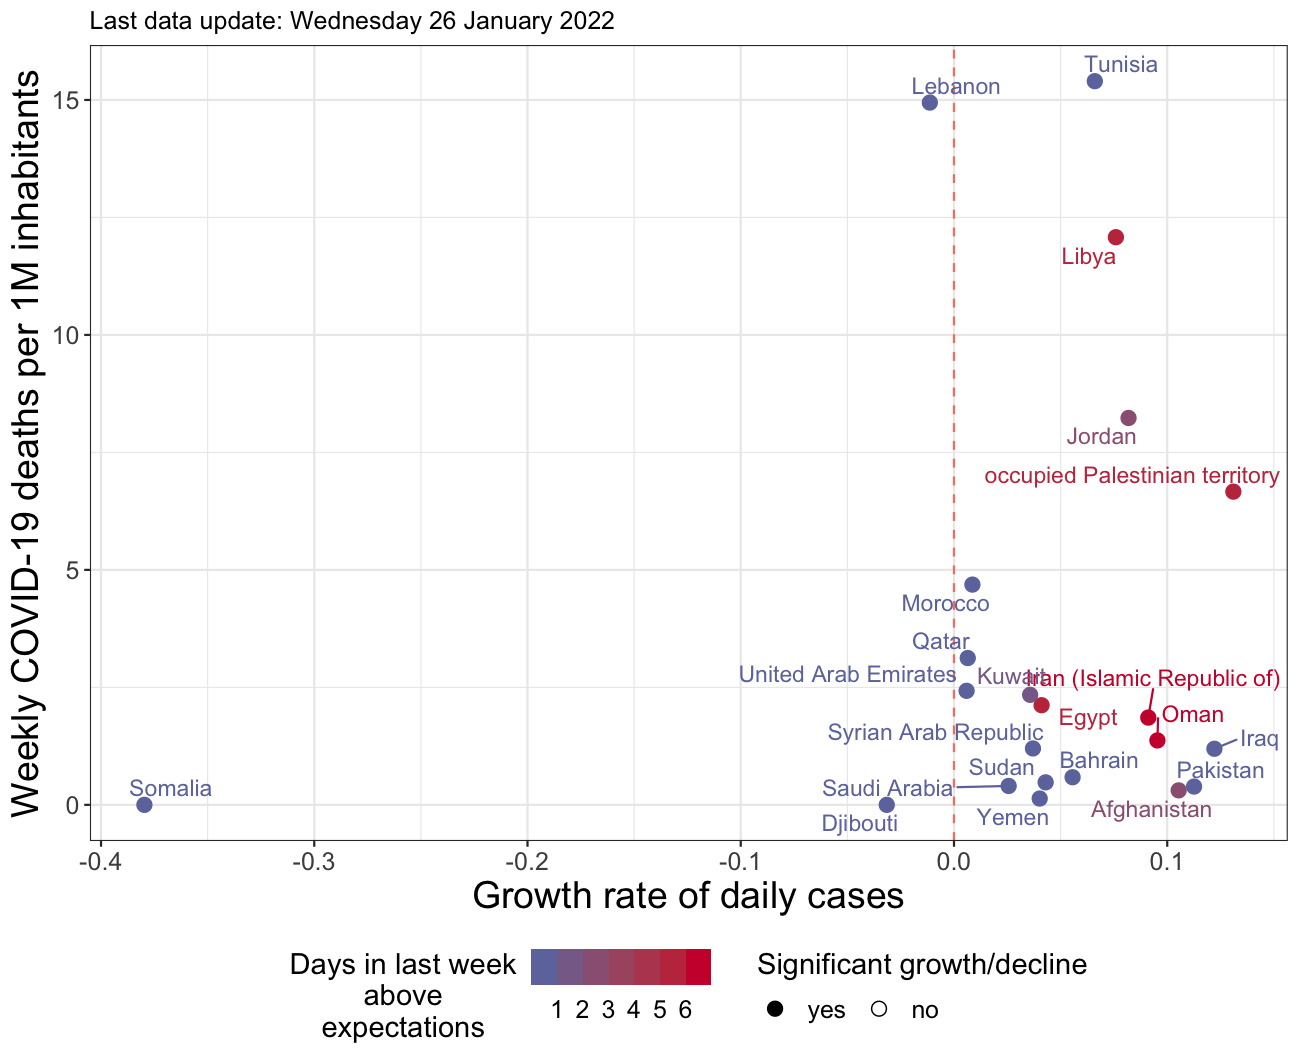 Last data update: Wednesday 26 January 2022
Weekly COVID-19 deaths per 1M inhabitants
15
10
5
0
Tunisia
Lebanon
Libya
Jordan
occupied Palestinian territory
Morocco
Qatar
United Arab Emirates
Kuwait
Iran (Islamic Republic of)
Egypt
Oman
Syrian Arab Republic
Iraq
Bahrain
Sudan
Pakistan
Saudi Arabia
Somalia
Afghanistan
Yemen
Djibouti
-0.4 -0.3 -0.2 -0.1 0.0 0.1
Growth rate of daily cases
Days in last week
above
expectations
1 2 3 4 5 6
Significant growth/decline
yes no